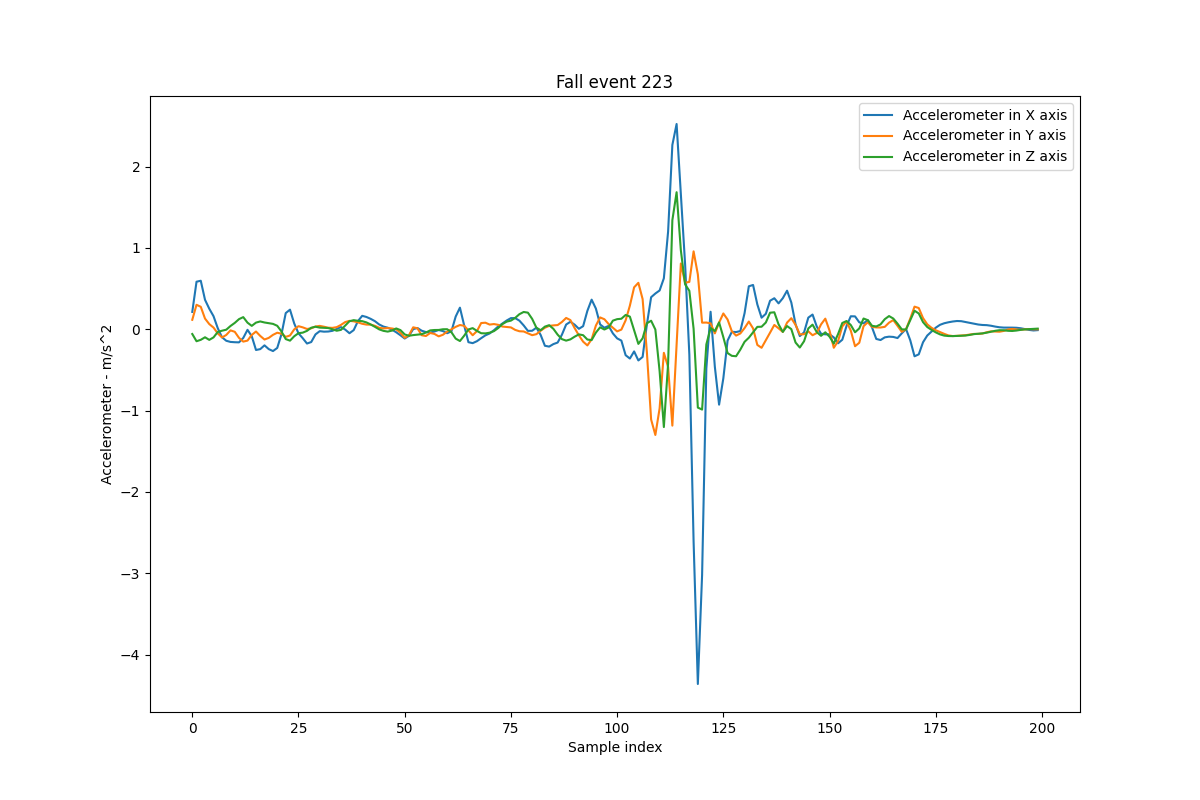 Fall event 223
Accelerometer in X axis
Accelerometer in Y axis
Accelerometer in Z axis
2
1
0
−1
−2
−3
−4
Accelerometer - m/s^2
0 25 50 75 100 125 150 175 200
Sample index